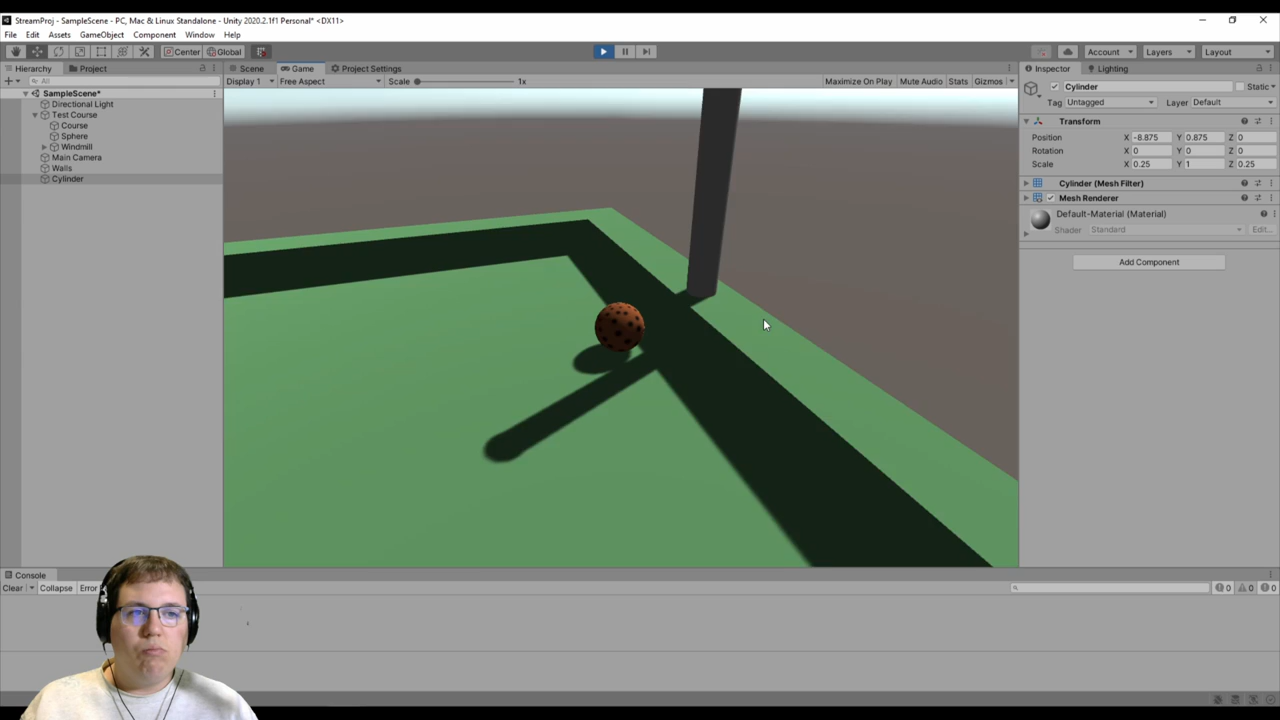 StreamProj - SampleScene - PC, Mac & Linux Standalone - Unity 2020.2.1f1 Personal* <DX11>
File Edit Assets GameObject Component Window Help
Center Global Account Layers Layout
Hierarchy Project Scene Game Project Settings Inspector Lighting
All Display 1 Free Aspect Scale 1x Maximize On Play Mute Audio Stats Gizmos Cylinder Static
SampleScene*
Directional Light
Test Course
Course
Sphere
Windmill
Main Camera
Walls
Cylinder
Tag Untagged Layer Default
Transform
Position X -8.875 Y 0.875 Z 0
Rotation X 0 Y 0 Z 0
Scale X 0.25 Y 1 Z 0.25
Cylinder (Mesh Filter)
Mesh Renderer
Default-Material (Material)
Shader Standard Edit...
Add Component
Console
Clear Collapse Error 0 0 0